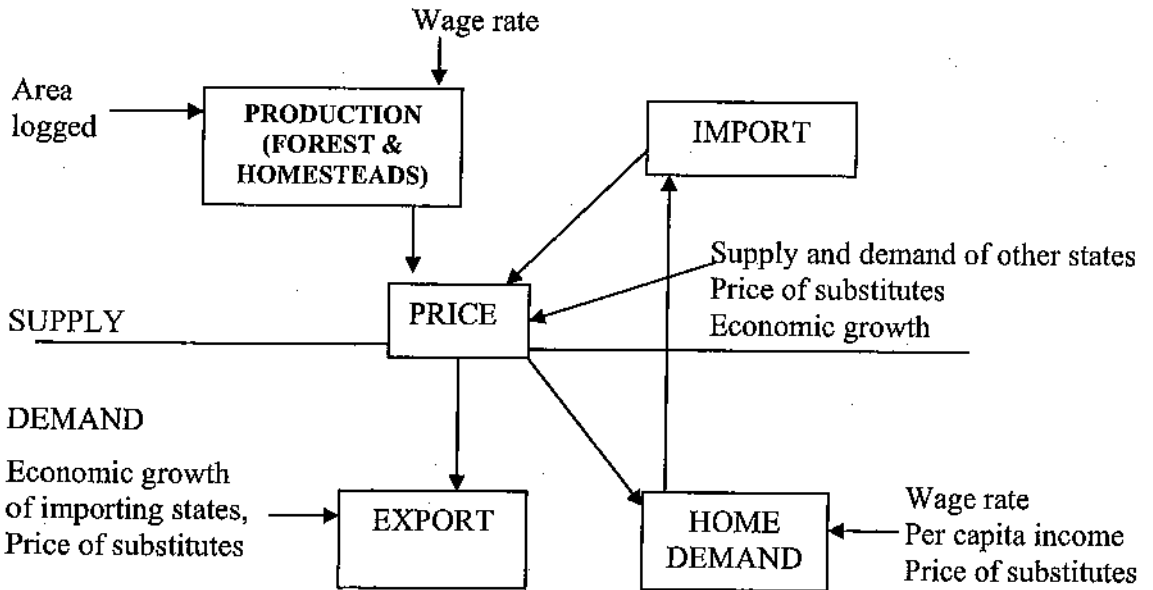 Wage rate
Area
logged
PRODUCTION
(FOREST &
HOMESTEADS)
IMPORT
Supply and demand of other states
Price of substitutes
Economic growth
PRICE
SUPPLY
DEMAND
Economic growth
of importing states,
Price of substitutes
EXPORT
HOME
DEMAND
Wage rate
Per capita income
Price of substitutes